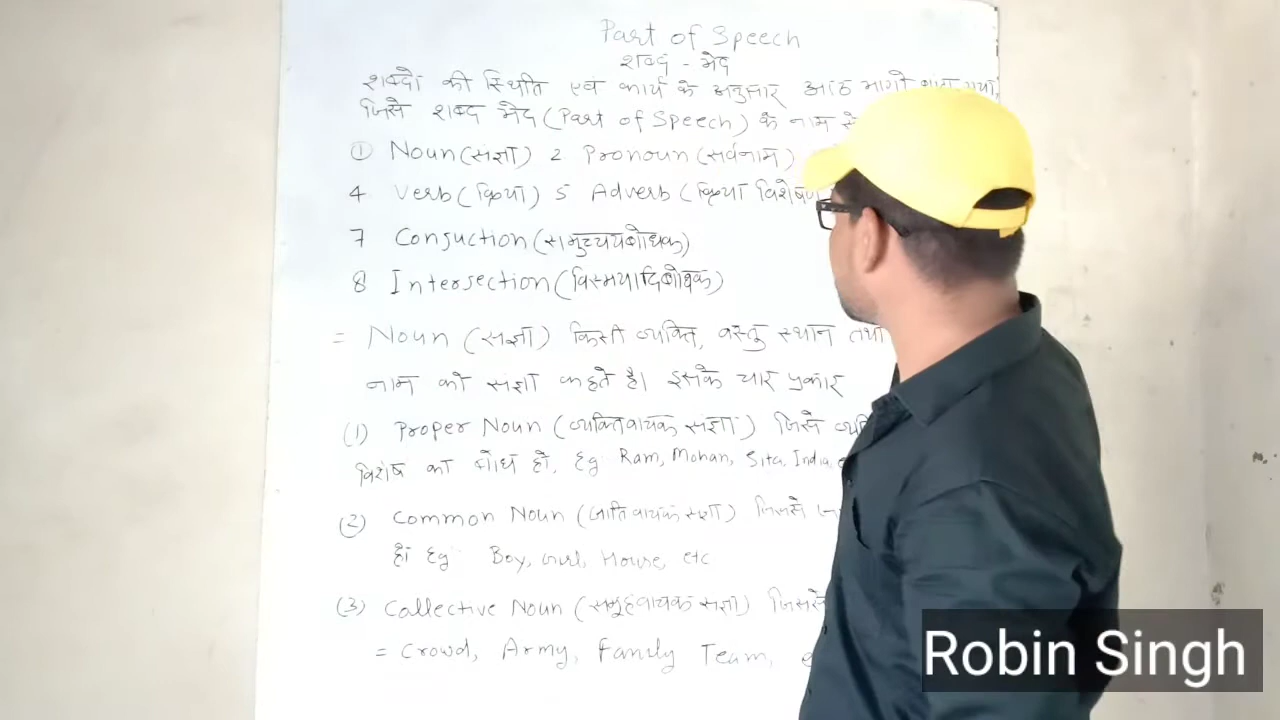 Part of Speech
शब्द - भेद
शब्दों की स्थिति एवं कार्य के अनुसार आठ भागों
जिसे शब्द भेद (Part of Speech) के नाम से
① Noun (संज्ञा) 2 Pronoun (सर्वनाम)
4 Verb (क्रिया) 5 Adverb (क्रिया विशेषण
7 Consuction (समुच्चयबोधक)
8 Intersection (विस्मयादिबोधक)
= Noun (संज्ञा) किसी व्यक्ति, वस्तु स्थान तथा
नाम को संज्ञा कहते है। इसके चार प्रकार
(1) Proper Noun (व्यक्तिवाचक संज्ञा) जिसे
विशेष का बोध हो, Eg: Ram, Mohan, Sita, India,
(2) Common Noun (जातिवाचक संज्ञा) जिससे
हो Eg: Boy, Girl, House, etc
(3) Collective Noun (समूहवाचक संज्ञा) जिससे
= Crowd, Army, Family Team,
Robin Singh